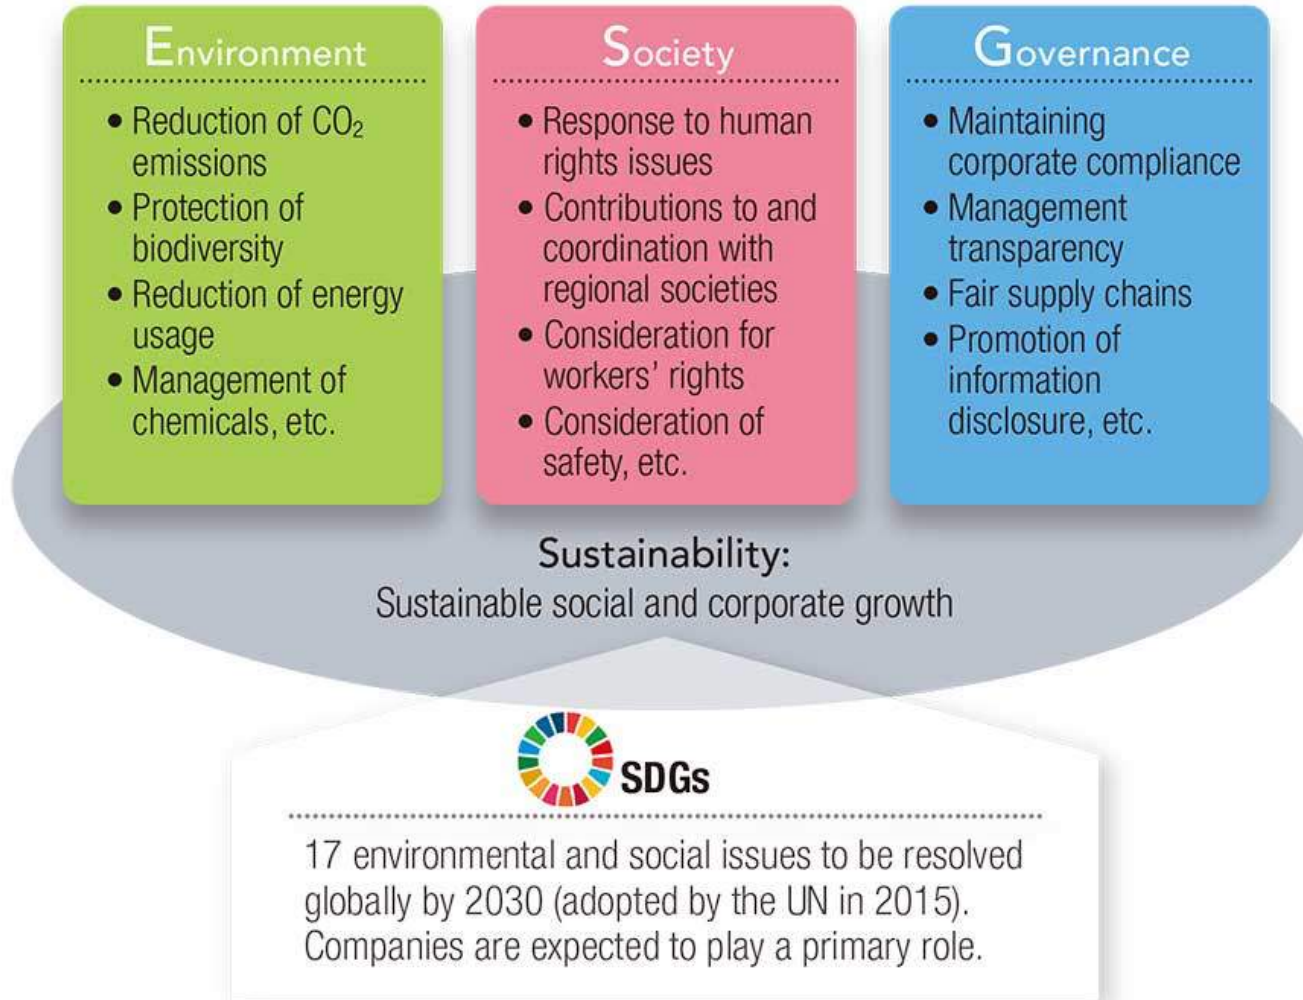 Environment
• Reduction of CO₂
emissions
• Protection of
biodiversity
• Reduction of energy
usage
• Management of
chemicals, etc.
Society
• Response to human
rights issues
• Contributions to and
coordination with
regional societies
• Consideration for
workers’ rights
• Consideration of
safety, etc.
Governance
• Maintaining
corporate compliance
• Management
transparency
• Fair supply chains
• Promotion of
information
disclosure, etc.
Sustainability:
Sustainable social and corporate growth
SDGs
17 environmental and social issues to be resolved
globally by 2030 (adopted by the UN in 2015).
Companies are expected to play a primary role.